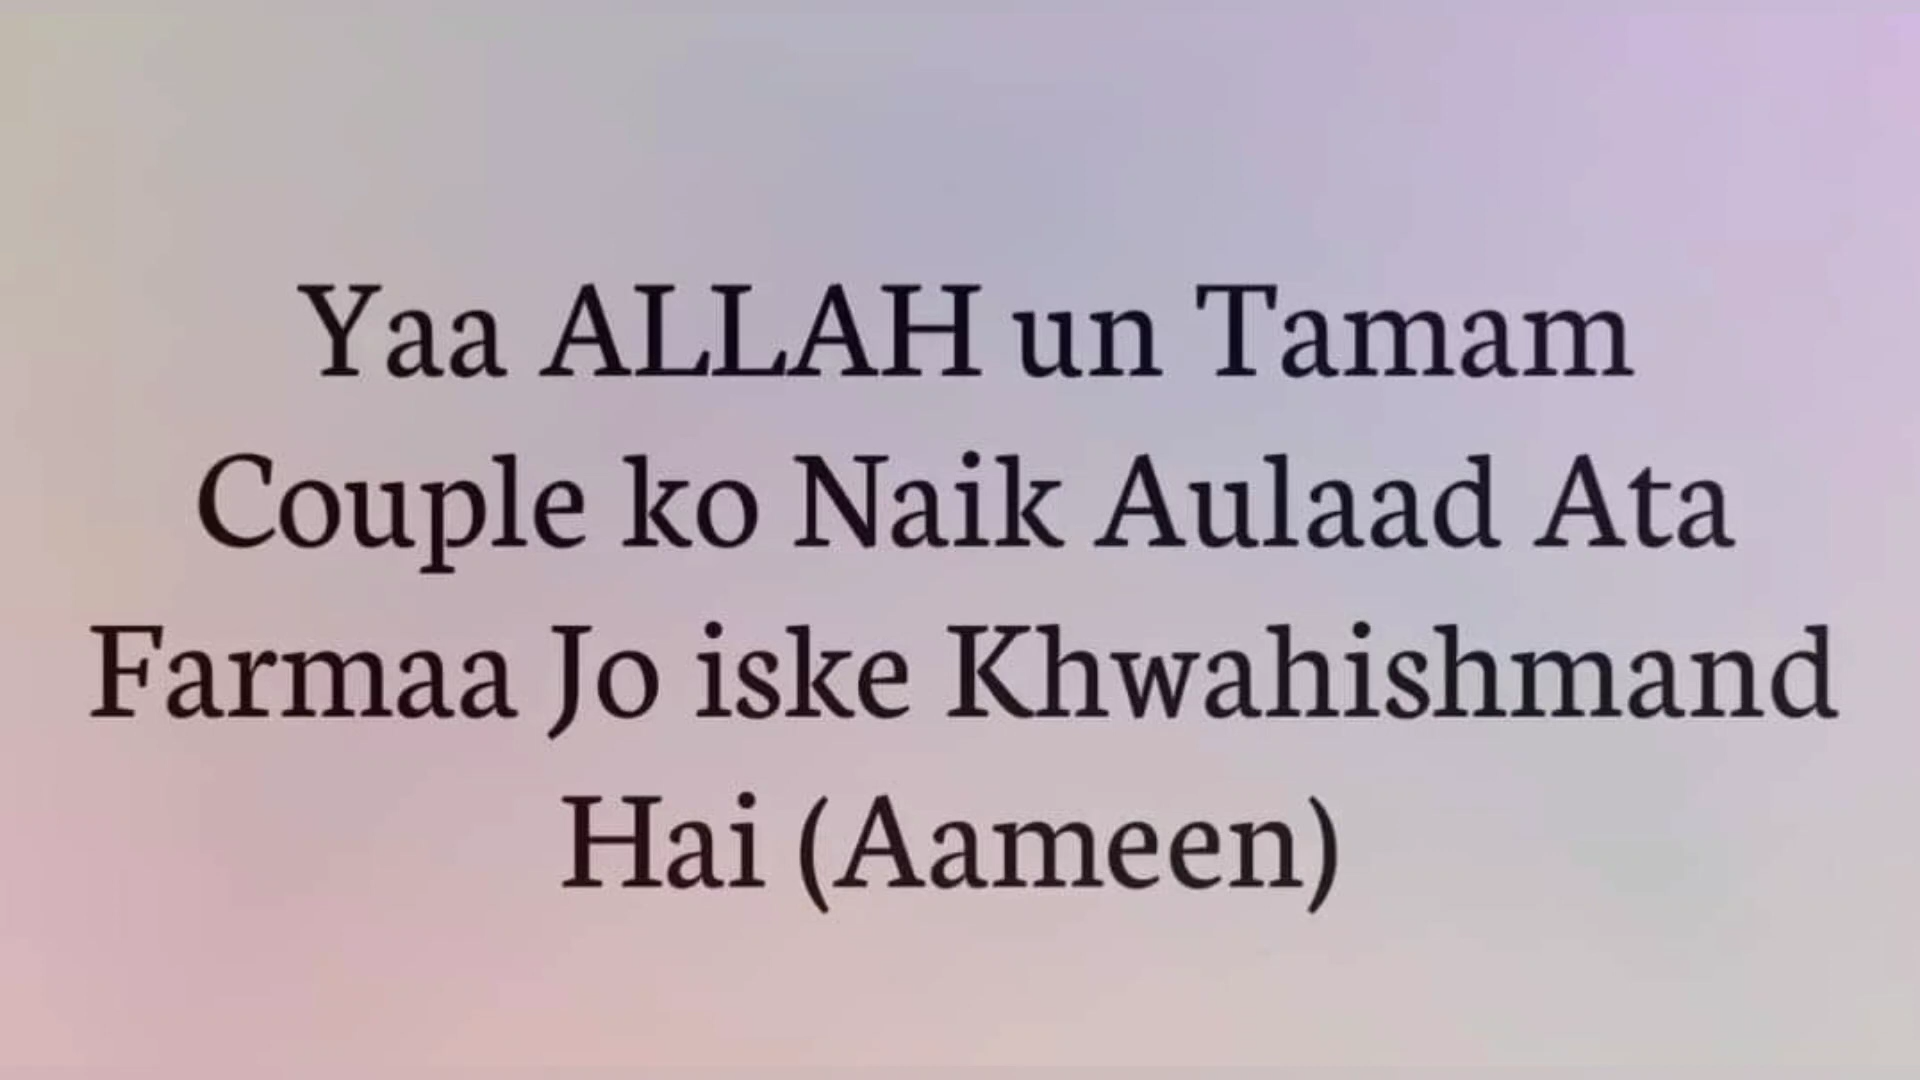 Yaa ALLAH un Tamam
Couple ko Naik Aulaad Ata
Farmaa Jo iske Khwahishmand
Hai (Aameen)